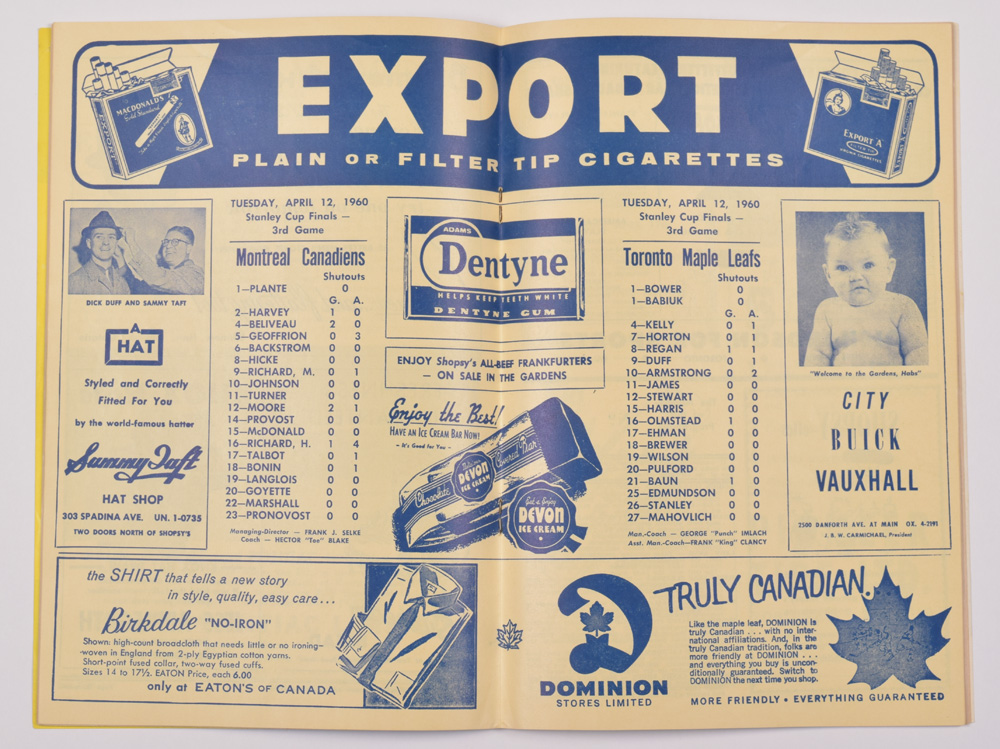 EXPORT
PLAIN OR FILTER TIP CIGARETTES
MACDONALD'S
Gold Standard
EXPORT
EXPORT "A"
FILTER TIP
VIRGINIA CIGARETTES
DICK DUFF AND SAMMY TAFT
A
HAT
Styled and Correctly
Fitted For You
by the world-famous hatter
Sammy Taft
HAT SHOP
303 SPADINA AVE. UN. 1-0735
TWO DOORS NORTH OF SHOPSY'S
TUESDAY, APRIL 12, 1960
Stanley Cup Finals —
3rd Game
Montreal Canadiens
Shutouts
1—PLANTE 0
G. A.
2—HARVEY 1 0
4—BELIVEAU 2 0
5—GEOFFRION 0 3
6—BACKSTROM 0 0
8—HICKE 0 0
9—RICHARD, M. 0 1
10—JOHNSON 0 0
11—TURNER 0 0
12—MOORE 2 1
14—PROVOST 0 0
15—McDONALD 0 0
16—RICHARD, H. 1 4
17—TALBOT 0 1
18—BONIN 0 1
19—LANGLOIS 0 0
20—GOYETTE 0 0
22—MARSHALL 0 0
23—PRONOVOST 0 0
Managing-Director — FRANK J. SELKE
Coach — HECTOR "Toe" BLAKE
ADAMS
Dentyne
HELPS KEEP TEETH WHITE
DENTYNE GUM
ENJOY Shopsy's ALL-BEEF FRANKFURTERS
— ON SALE IN THE GARDENS
Enjoy the Best!
HAVE AN ICE CREAM BAR NOW!
— It's Good for You —
Chocolate
DEVON
ICE CREAM
Covered Bar
Get & Enjoy
DEVON
ICE CREAM
TUESDAY, APRIL 12, 1960
Stanley Cup Finals —
3rd Game
Toronto Maple Leafs
Shutouts
1—BOWER 0
1—BABIUK 0
G. A.
4—KELLY 0 1
7—HORTON 0 1
8—REGAN 1 1
9—DUFF 0 1
10—ARMSTRONG 0 2
11—JAMES 0 0
12—STEWART 0 0
15—HARRIS 0 0
16—OLMSTEAD 1 0
17—EHMAN 0 0
18—BREWER 0 0
19—WILSON 0 0
20—PULFORD 0 0
21—BAUN 1 0
25—EDMUNDSON 0 0
26—STANLEY 0 0
27—MAHOVLICH 0 0
Man.-Coach — GEORGE "Punch" IMLACH
Asst. Man.-Coach—FRANK "King" CLANCY
"Welcome to the Gardens, Habs"
CITY
BUICK
VAUXHALL
2500 DANFORTH AVE. AT MAIN OX. 4-2191
J. R. W. CARMICHAEL, President
the SHIRT that tells a new story
in style, quality, easy care...
Birkdale "NO-IRON"
Shown: high-count broadcloth that needs little or no ironing—
woven in England from 2-ply Egyptian cotton yarns.
Short-point fused collar, two-way fused cuffs.
Sizes 14 to 17½. EATON Price, each 6.00
only at EATON'S OF CANADA
DOMINION
STORES LIMITED
TRULY CANADIAN.
Like the maple leaf, DOMINION is
truly Canadian . . . with no inter-
national affiliations. And, in the
truly Canadian tradition, folks are
more friendly at DOMINION . . .
and everything you buy is uncon-
ditionally guaranteed. Switch to
DOMINION the next time you shop.
MORE FRIENDLY • EVERYTHING GUARANTEED